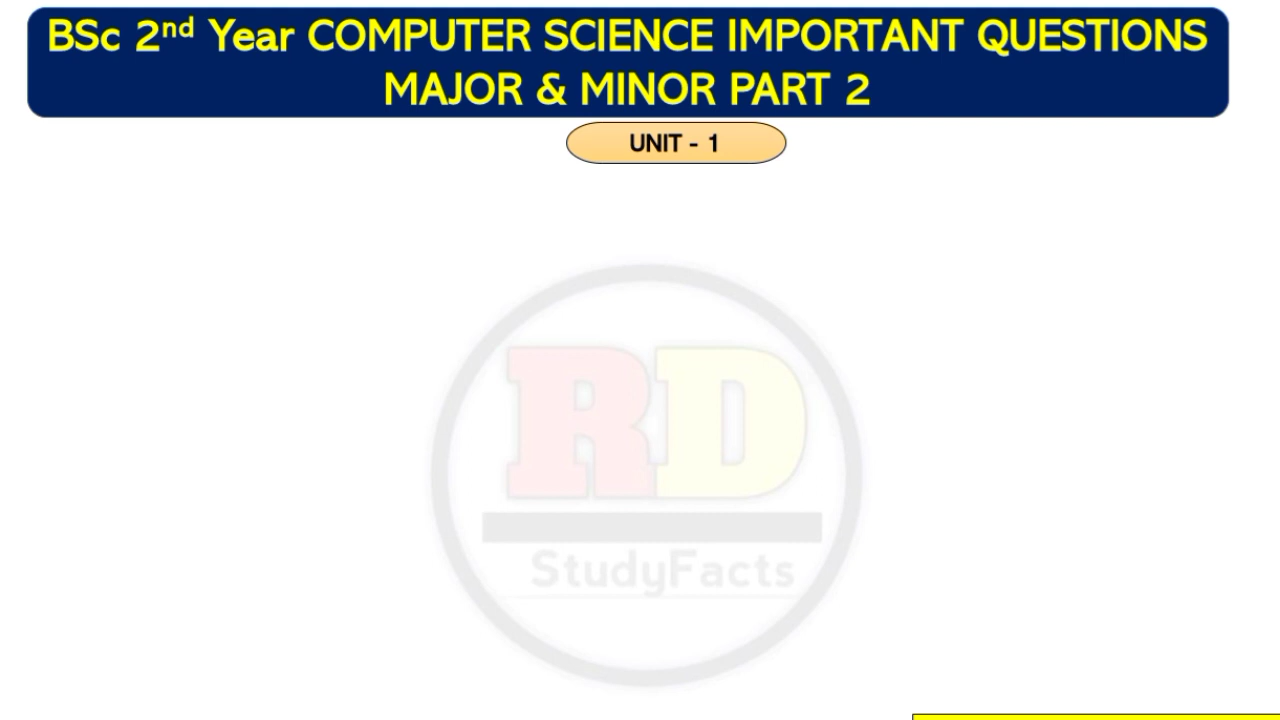 BSc 2nd Year COMPUTER SCIENCE IMPORTANT QUESTIONS
MAJOR & MINOR PART 2
UNIT - 1
RD
StudyFacts